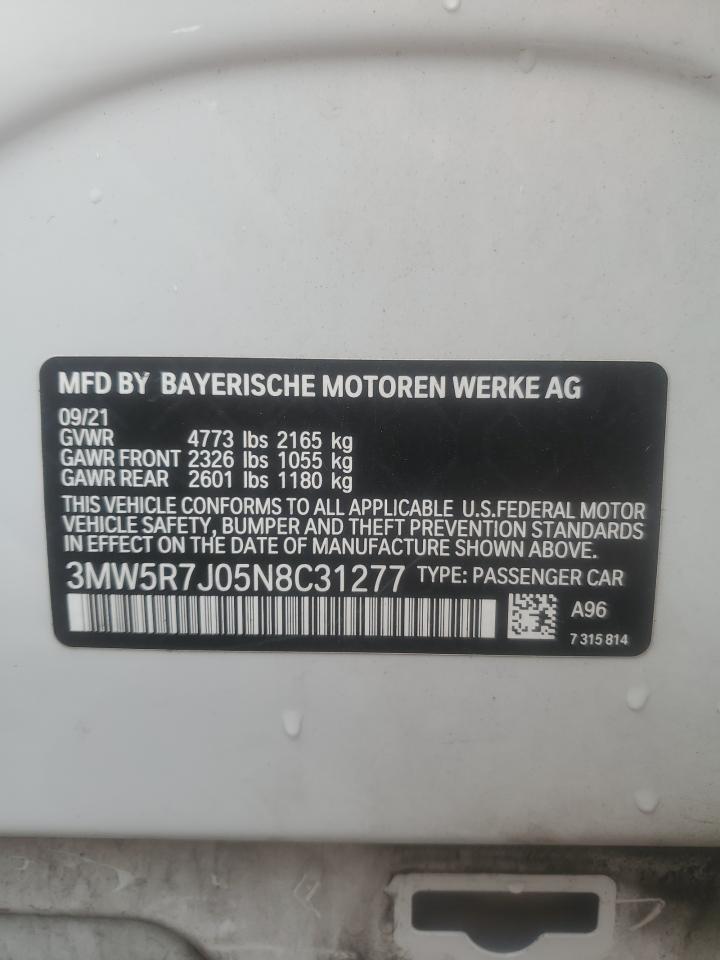 MFD BY BAYERISCHE MOTOREN WERKE AG
09/21
GVWR 4773 lbs 2165 kg
GAWR FRONT 2326 lbs 1055 kg
GAWR REAR 2601 lbs 1180 kg
THIS VEHICLE CONFORMS TO ALL APPLICABLE U.S.FEDERAL MOTOR
VEHICLE SAFETY, BUMPER AND THEFT PREVENTION STANDARDS
IN EFFECT ON THE DATE OF MANUFACTURE SHOWN ABOVE.
3MW5R7J05N8C31277 TYPE: PASSENGER CAR
A96
7 315 814